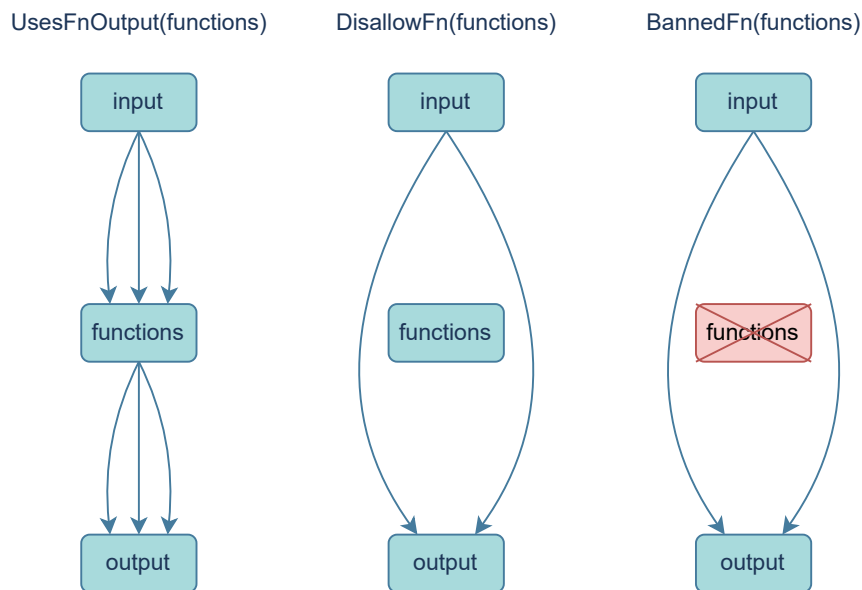 UsesFnOutput(functions)
DisallowFn(functions)
BannedFn(functions)
input
input
input
functions
functions
functions
output
output
output